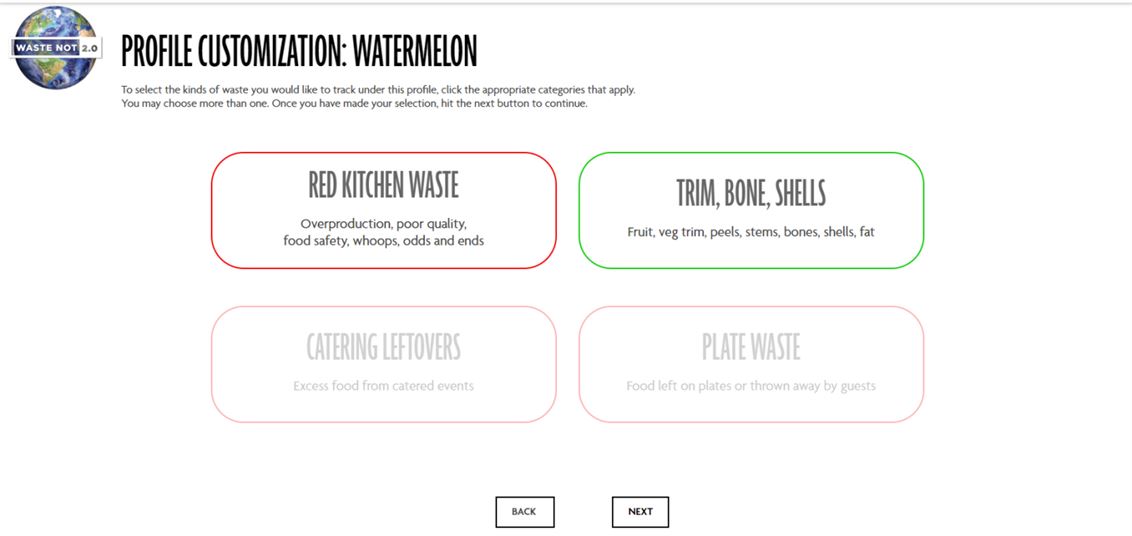 WASTE NOT 2.0
PROFILE CUSTOMIZATION: WATERMELON
To select the kinds of waste you would like to track under this profile, click the appropriate categories that apply.
You may choose more than one. Once you have made your selection, hit the next button to continue.
RED KITCHEN WASTE
Overproduction, poor quality,
food safety, whoops, odds and ends
TRIM, BONE, SHELLS
Fruit, veg trim, peels, stems, bones, shells, fat
CATERING LEFTOVERS
Excess food from catered events
PLATE WASTE
Food left on plates or thrown away by guests
BACK
NEXT